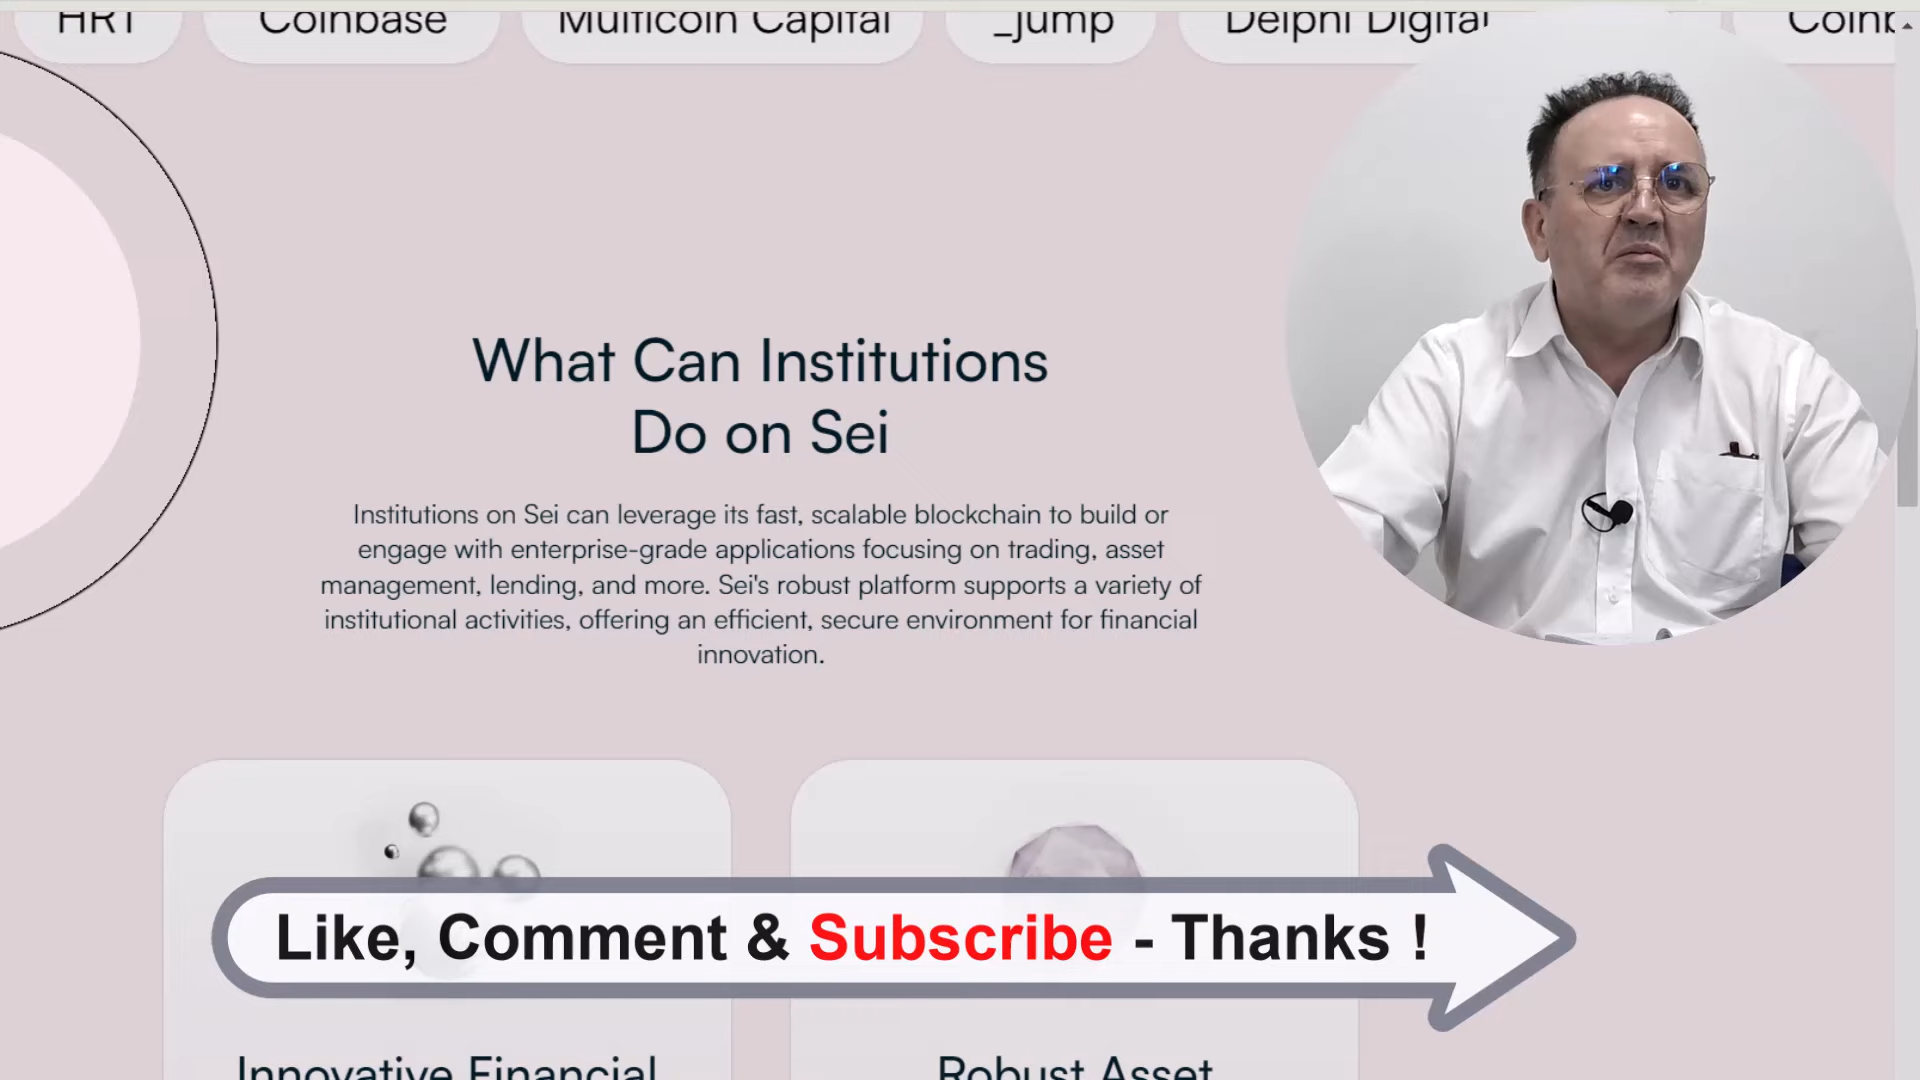 HRT
Coinbase
Multicoin Capital
_jump
Delphi Digital
Coinb
What Can Institutions
Do on Sei
Institutions on Sei can leverage its fast, scalable blockchain to build or
engage with enterprise-grade applications focusing on trading, asset
management, lending, and more. Sei's robust platform supports a variety of
institutional activities, offering an efficient, secure environment for financial
innovation.
Like, Comment & Subscribe - Thanks !
Innovative Financial
Robust Asset